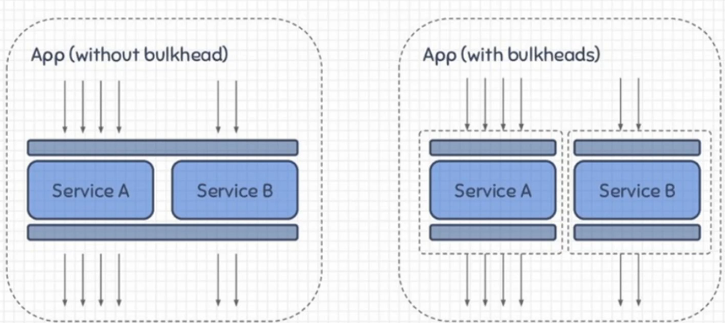 App (without bulkhead)
Service A
Service B
App (with bulkheads)
Service A
Service B